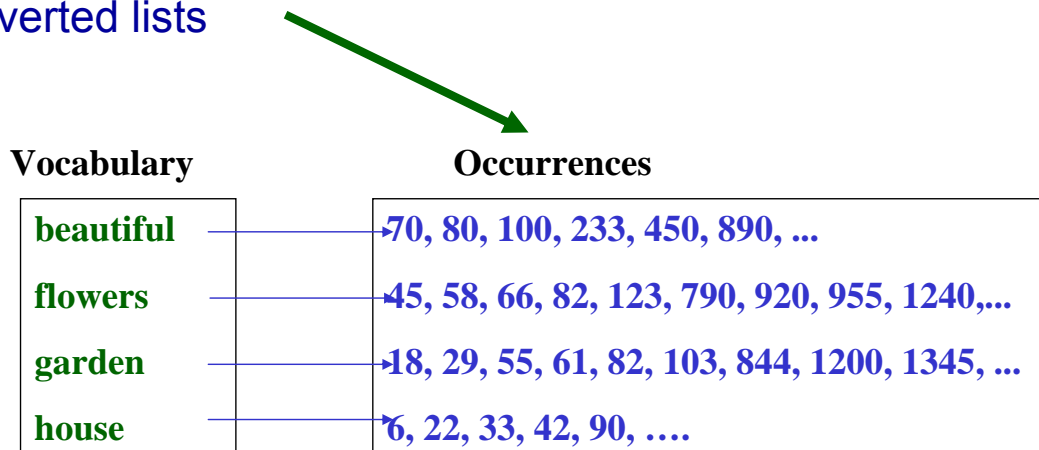 verted lists
Vocabulary Occurrences
beautiful 70, 80, 100, 233, 450, 890, ...
flowers 45, 58, 66, 82, 123, 790, 920, 955, 1240,...
garden 18, 29, 55, 61, 82, 103, 844, 1200, 1345, ...
house 6, 22, 33, 42, 90, ....